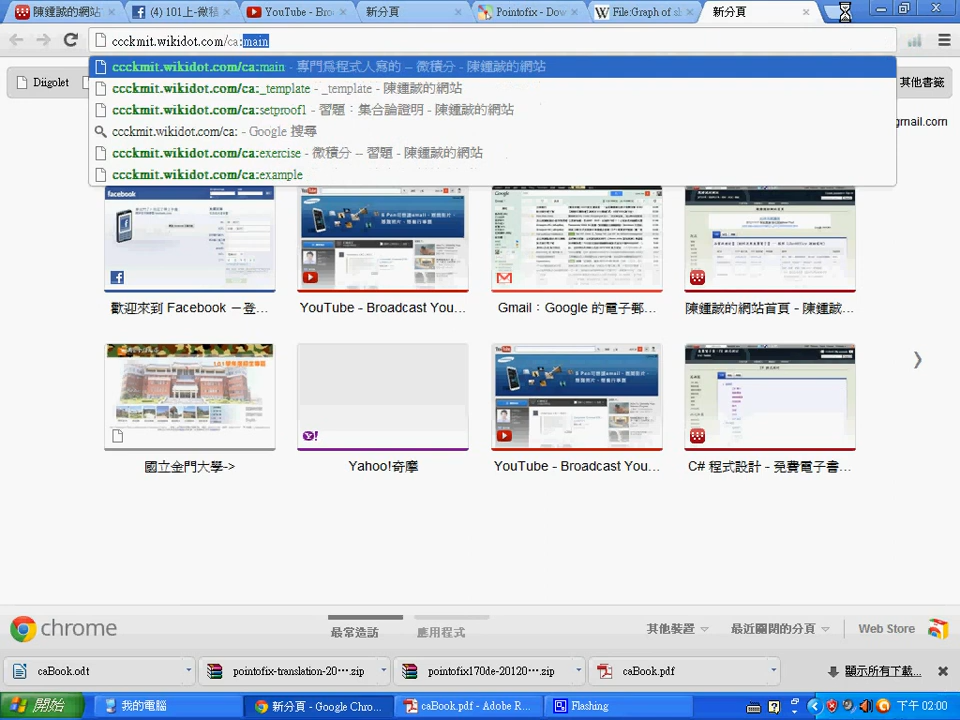 陳鍾誠的網站
(4) 101上-微積
YouTube - Bro
新分頁
Pointofix - Dow
File:Graph of sl
新分頁
ccckmit.wikidot.com/ca:main
ccckmit.wikidot.com/ca:main - 專門為程式人寫的 -- 微積分 - 陳鍾誠的網站
ccckmit.wikidot.com/ca:_template - _template - 陳鍾誠的網站
ccckmit.wikidot.com/ca:setproof1 - 習題：集合論證明 - 陳鍾誠的網站
ccckmit.wikidot.com/ca: - Google 搜尋
ccckmit.wikidot.com/ca:exercise - 微積分 -- 習題 - 陳鍾誠的網站
ccckmit.wikidot.com/ca:example
Diigolet
其他書籤
gmail.com
歡迎來到 Facebook － 登...
YouTube - Broadcast You...
Gmail：Google 的電子郵...
陳鍾誠的網站首頁 - 陳鍾誠...
國立金門大學->
Yahoo!奇摩
YouTube - Broadcast You...
C# 程式設計 - 免費電子書...
chrome
最常造訪
應用程式
其他裝置
最近關閉的分頁
Web Store
caBook.odt
pointofix-translation-20⋯.zip
pointofix170de-20120⋯.zip
caBook.pdf
顯示所有下載...
開始
我的電腦
新分頁 - Google Chro...
caBook.pdf - Adobe R...
Flashing
下午 02:00